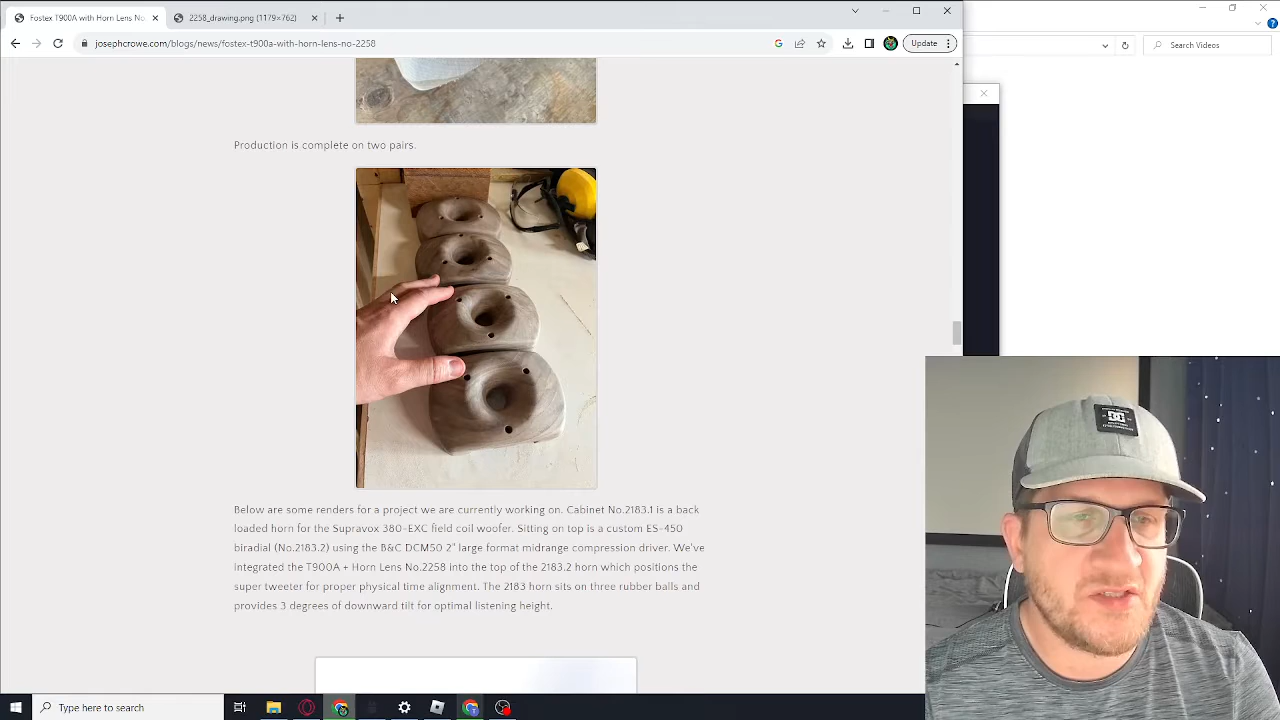 Fostex T900A with Horn Lens No.
2258_drawing.png (1179×762)
josephcrowe.com/blogs/news/fostex-t900a-with-horn-lens-no-2258
Update
Search Videos
Production is complete on two pairs.
Below are some renders for a project we are currently working on. Cabinet No.2183.1 is a back
loaded horn for the Supravox 380-EXC field coil woofer. Sitting on top is a custom ES-450
biradial (No.2183.2) using the B&C DCM50 2" large format midrange compression driver. We've
integrated the T900A + Horn Lens No.2258 into the top of the 2183.2 horn which positions the
super tweeter for proper physical time alignment. The 2183 horn sits on three rubber balls and
provides 3 degrees of downward tilt for optimal listening height.
DC
Type here to search